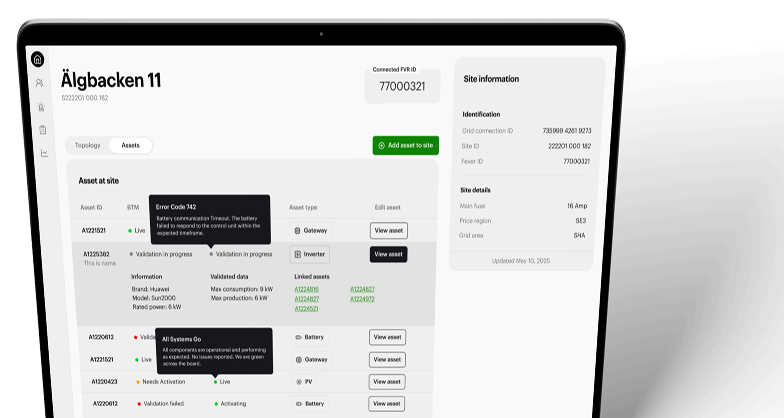 Älgbacken 11
5222201 000 182
Connected FVR ID
77000321
Topology
Assets
Add asset to site
Asset at site
Asset ID
BTM
Asset type
Edit asset
Error Code 742
Battery communication Timeout, The battery
failed to respond to the control unit within the
expected timeframe.
A1221521
Live
Gateway
View asset
A1225382
This is name
Validation in progress
Validation in progress
Inverter
View asset
Information
Brand: Huawei
Model: Sun2000
Rated power: 6 kW
Validated data
Max consumption: 9 kW
Max production: 6 kW
Linked assets
A1224816
A1224827
A1224827
A1224972
A1224521
All Systems Go
All components are operational and performing
as expected. No issues reported. We are green
across the board.
A1220612
Battery
View asset
A1221521
Live
Gateway
View asset
A1220423
Needs Activation
Live
PV
View asset
A1220612
Validation failed
Activating
Battery
View asset
Site information
Identification
Grid connection ID
735999 4261 9273
Site ID
222201 000 182
Fever ID
77000321
Site details
Main fuse
16 Amp
Price region
SE3
Grid area
SHA
Updated May 10, 2025